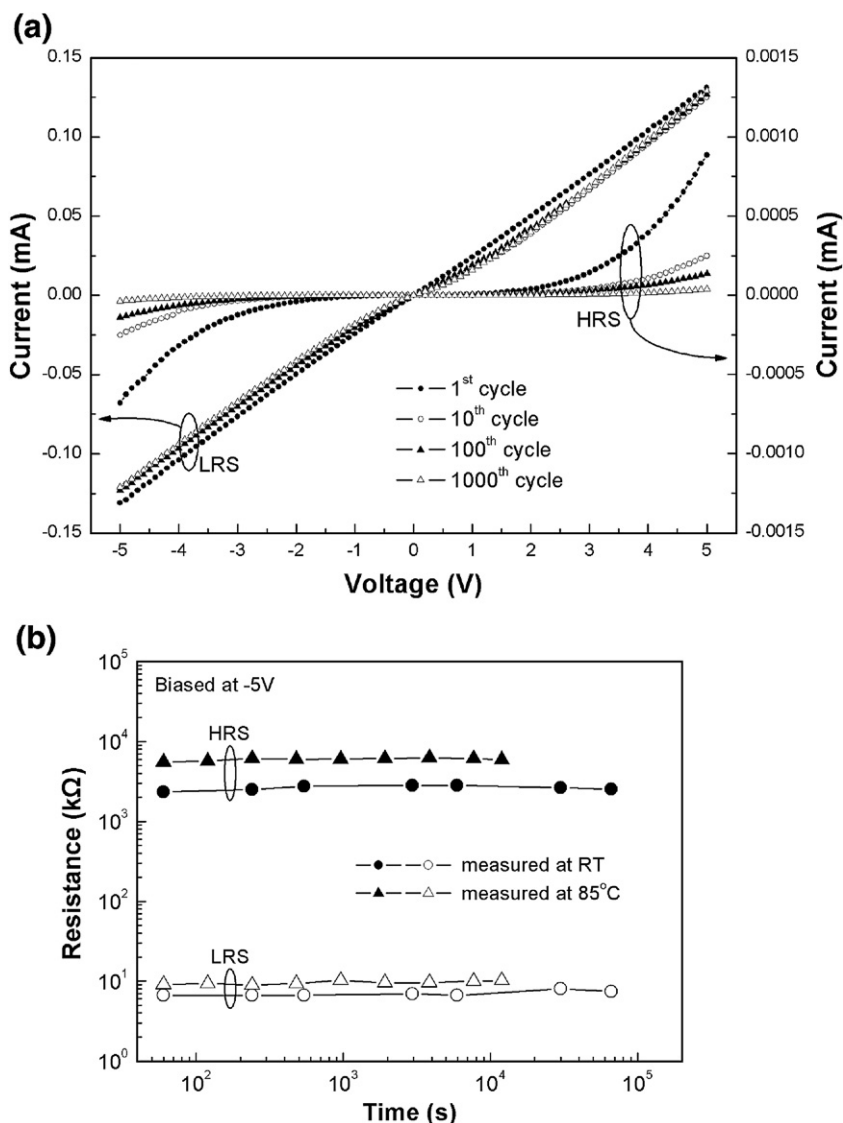 (a)
0.15
0.10
0.05
0.00
-0.05
-0.10
-0.15
Current (mA)
0.0015
0.0010
0.0005
0.0000
-0.0005
-0.0010
-0.0015
Current (mA)
HRS
LRS
1st cycle
10th cycle
100th cycle
1000th cycle
-5 -4 -3 -2 -1 0 1 2 3 4 5
Voltage (V)
(b)
10^5
10^4
10^3
10^2
10^1
10^0
Resistance (kΩ)
Biased at -5V
HRS
measured at RT
measured at 85°C
LRS
10^2 10^3 10^4 10^5
Time (s)